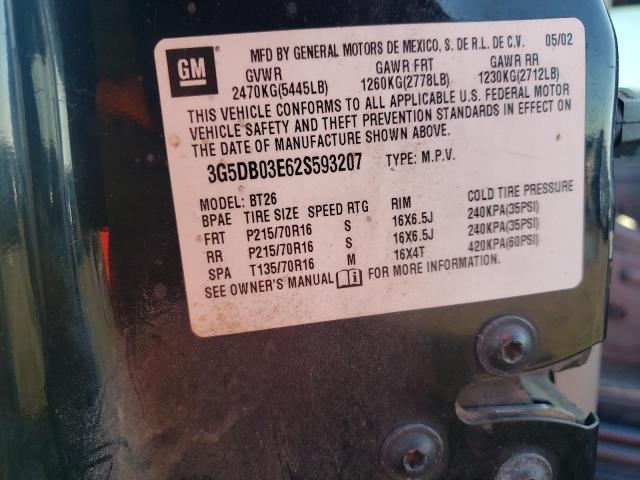 GM
MFD BY GENERAL MOTORS DE MEXICO, S. DE R.L. DE C.V. 05/02
GVWR GAWR FRT GAWR RR
2470KG(5445LB) 1260KG(2778LB) 1230KG(2712LB)
THIS VEHICLE CONFORMS TO ALL APPLICABLE U.S. FEDERAL MOTOR
VEHICLE SAFETY AND THEFT PREVENTION STANDARDS IN EFFECT ON
THE DATE OF MANUFACTURE SHOWN ABOVE.
3G5DB03E62S593207 TYPE: M.P.V.
MODEL: BT26
BPAE TIRE SIZE SPEED RTG RIM COLD TIRE PRESSURE
FRT P215/70R16 S 16X6.5J 240KPA(35PSI)
RR P215/70R16 S 16X6.5J 240KPA(35PSI)
SPA T135/70R16 M 16X4T 420KPA(60PSI)
SEE OWNER'S MANUAL FOR MORE INFORMATION.